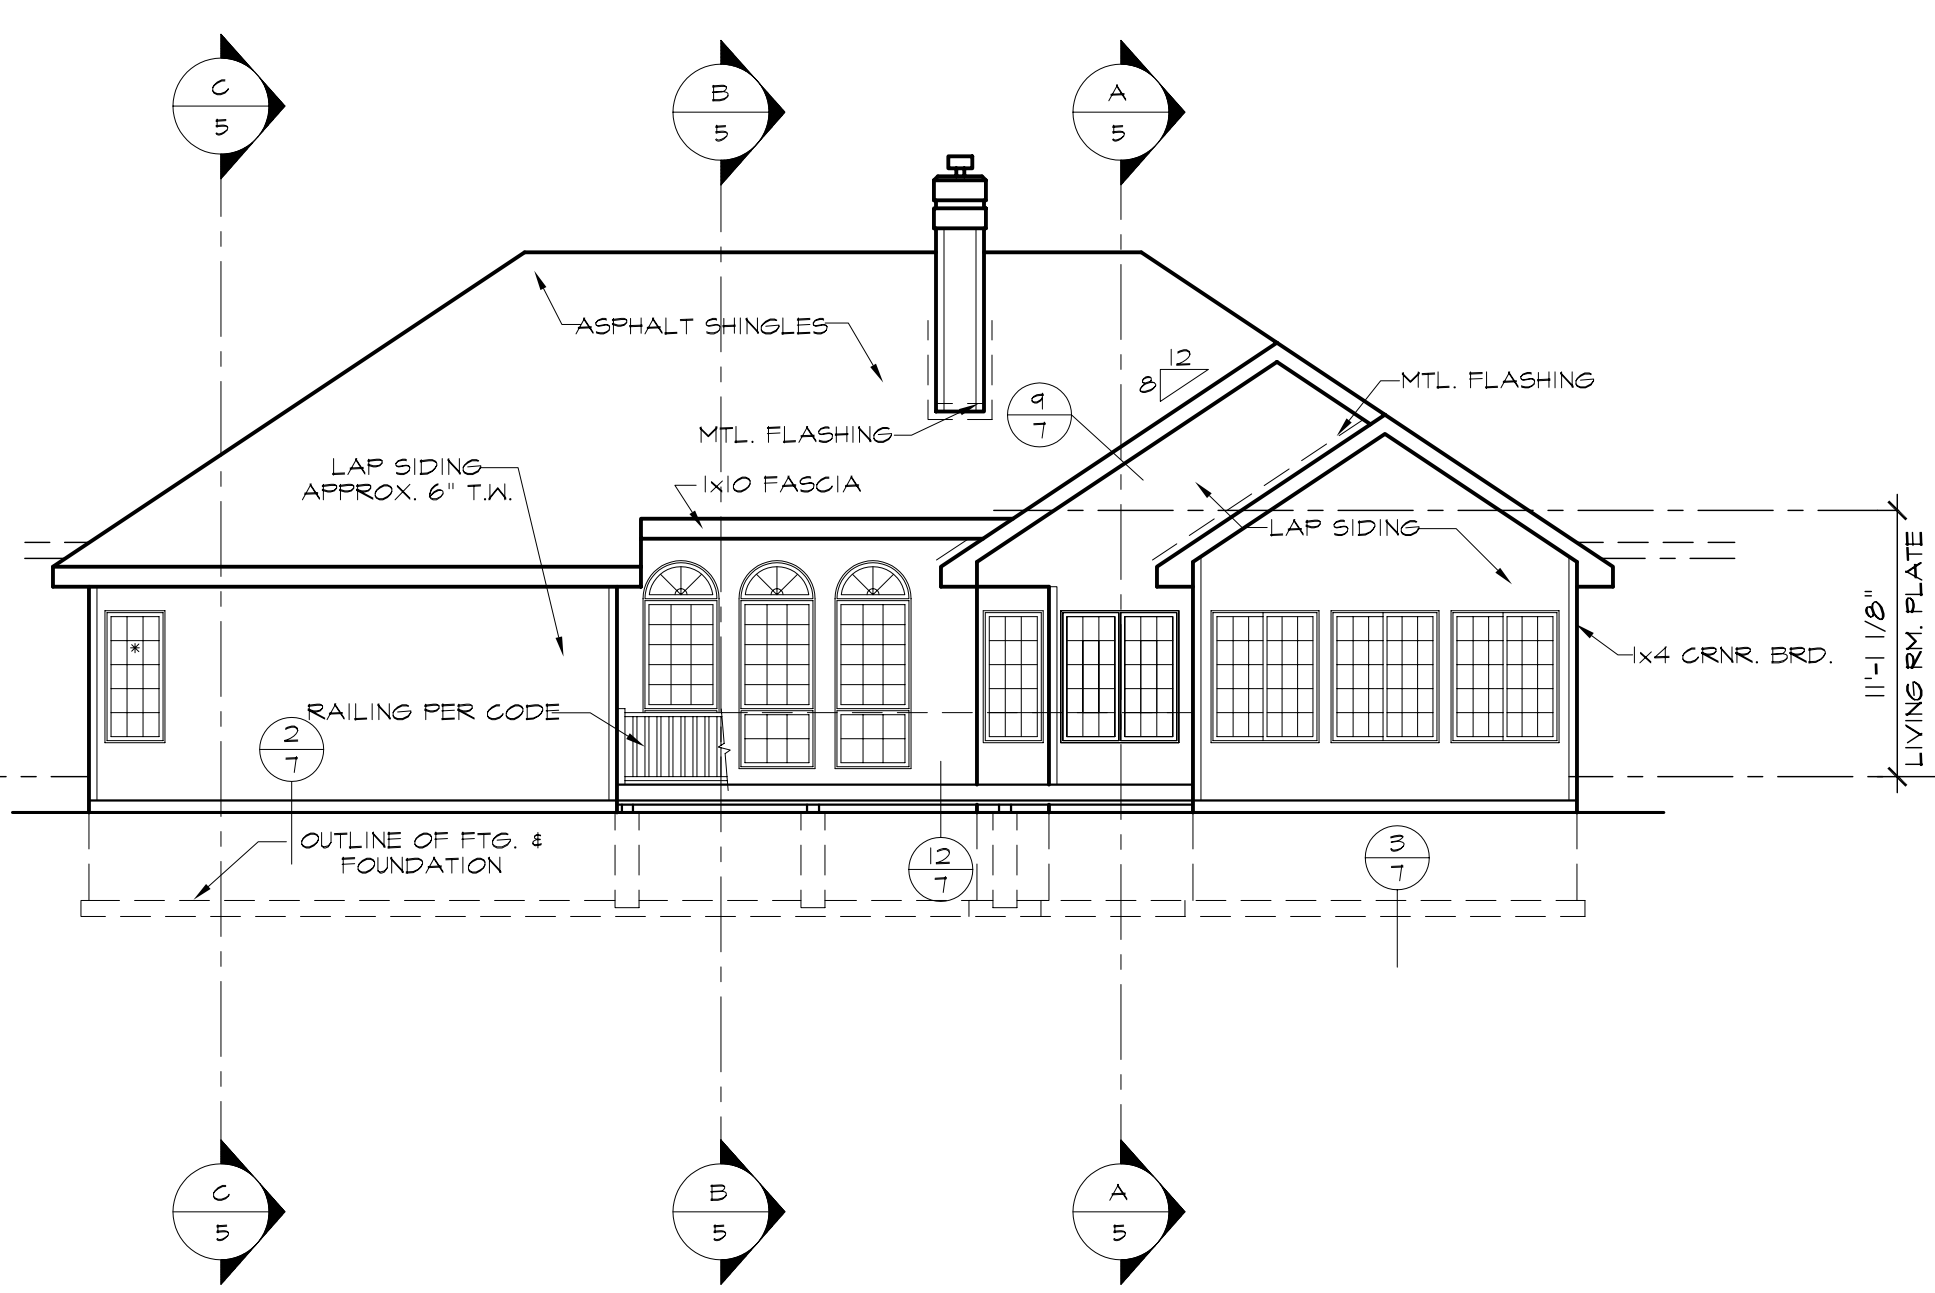 C
5
B
5
A
5
ASPHALT SHINGLES
12
8
MTL. FLASHING
9
7
MTL. FLASHING
LAP SIDING
APPROX. 6" T.W.
1x10 FASCIA
LAP SIDING
11'-1 1/8"
LIVING RM. PLATE
1x4 CRNR. BRD.
RAILING PER CODE
2
7
OUTLINE OF FTG. &
FOUNDATION
12
7
3
7
C
5
B
5
A
5